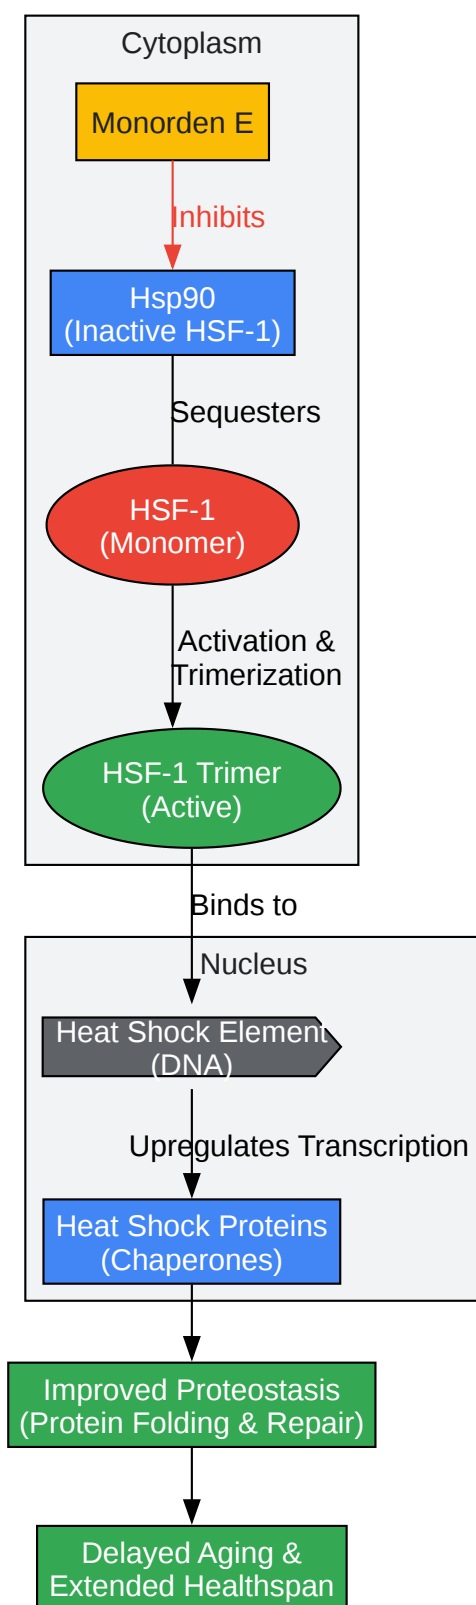 Cytoplasm
Monorden E
Inhibits
Hsp90
(Inactive HSF-1)
Sequesters
HSF-1
(Monomer)
Activation &
Trimerization
HSF-1 Trimer
(Active)
Binds to
Nucleus
Heat Shock Element
(DNA)
Upregulates Transcription
Heat Shock Proteins
(Chaperones)
Improved Proteostasis
(Protein Folding & Repair)
Delayed Aging &
Extended Healthspan